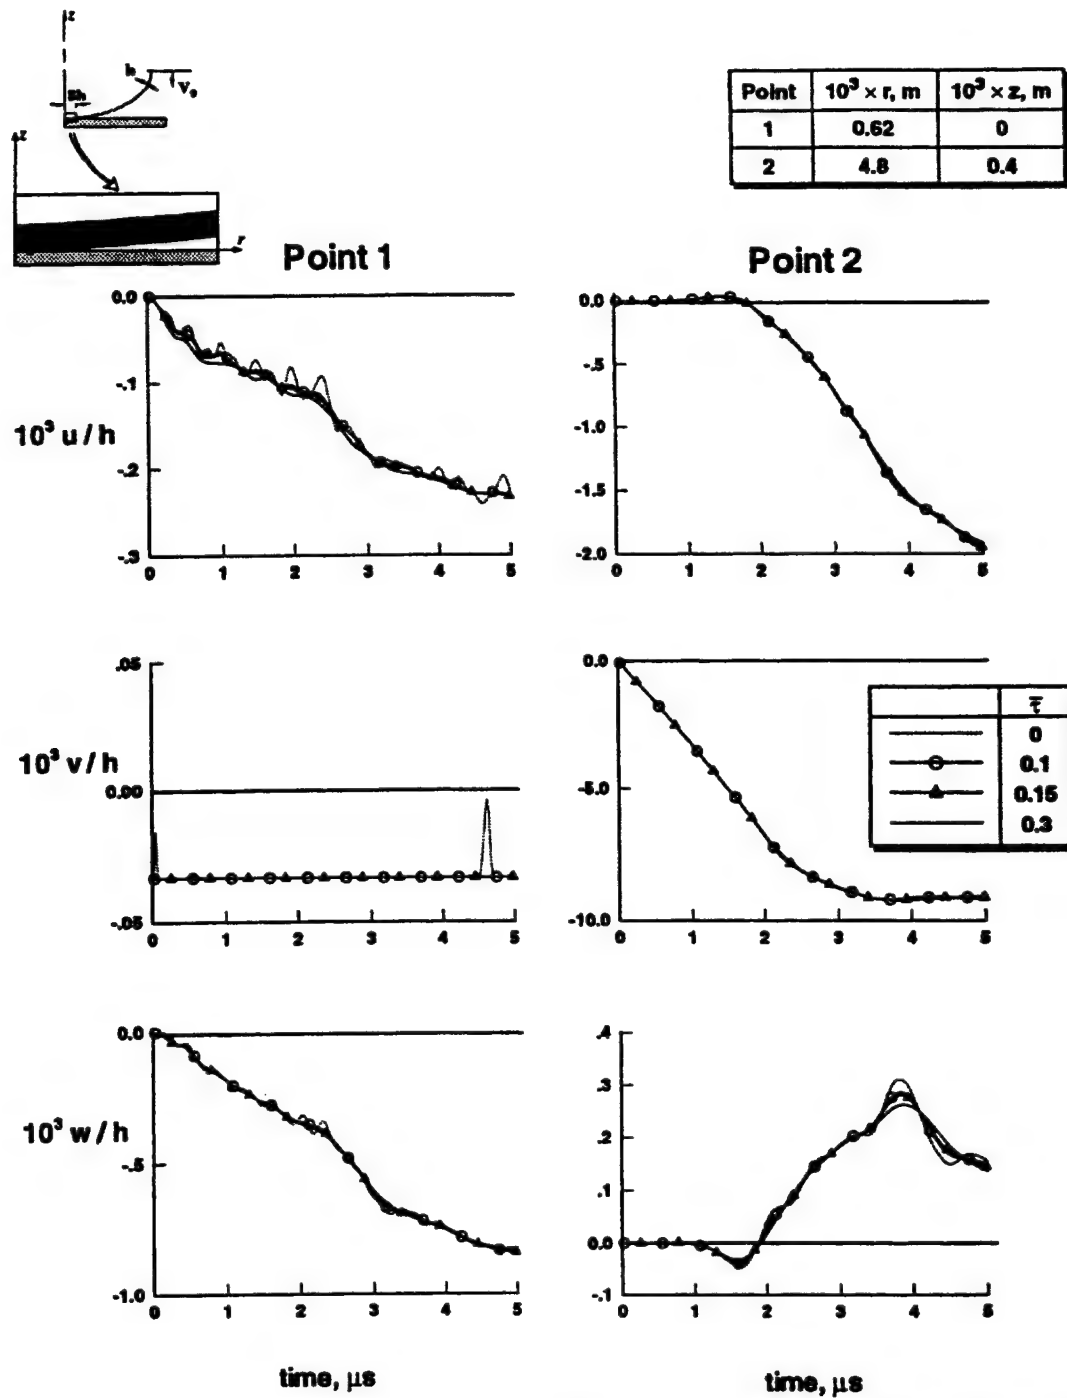 z
h
V₀
8h
z
r
Point 10³ × r, m 10³ × z, m
1 0.62 0
2 4.8 0.4
Point 1
Point 2
10³ u / h
0.0
-.1
-.2
-.3
0 1 2 3 4 5
0.0
-.5
-1.0
-1.5
-2.0
0 1 2 3 4 5
10³ v / h
.05
0.00
-.05
0 1 2 3 4 5
0.0
-5.0
-10.0
0 1 2 3 4 5
τ̄
0
0.1
0.15
0.3
10³ w / h
0.0
-.5
-1.0
0 1 2 3 4 5
.4
.3
.2
.1
0.0
-.1
0 1 2 3 4 5
time, μs
time, μs